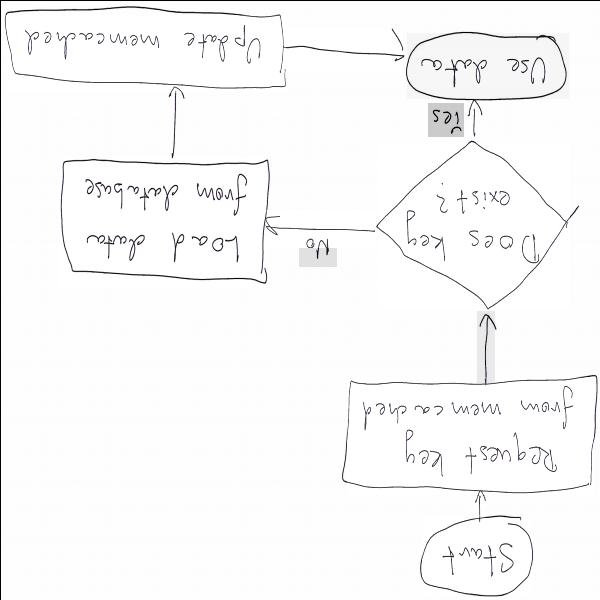 Start
Request key
from memcached
Does key
exist?
No
Load data
from database
Update memcached
Yes
Use data